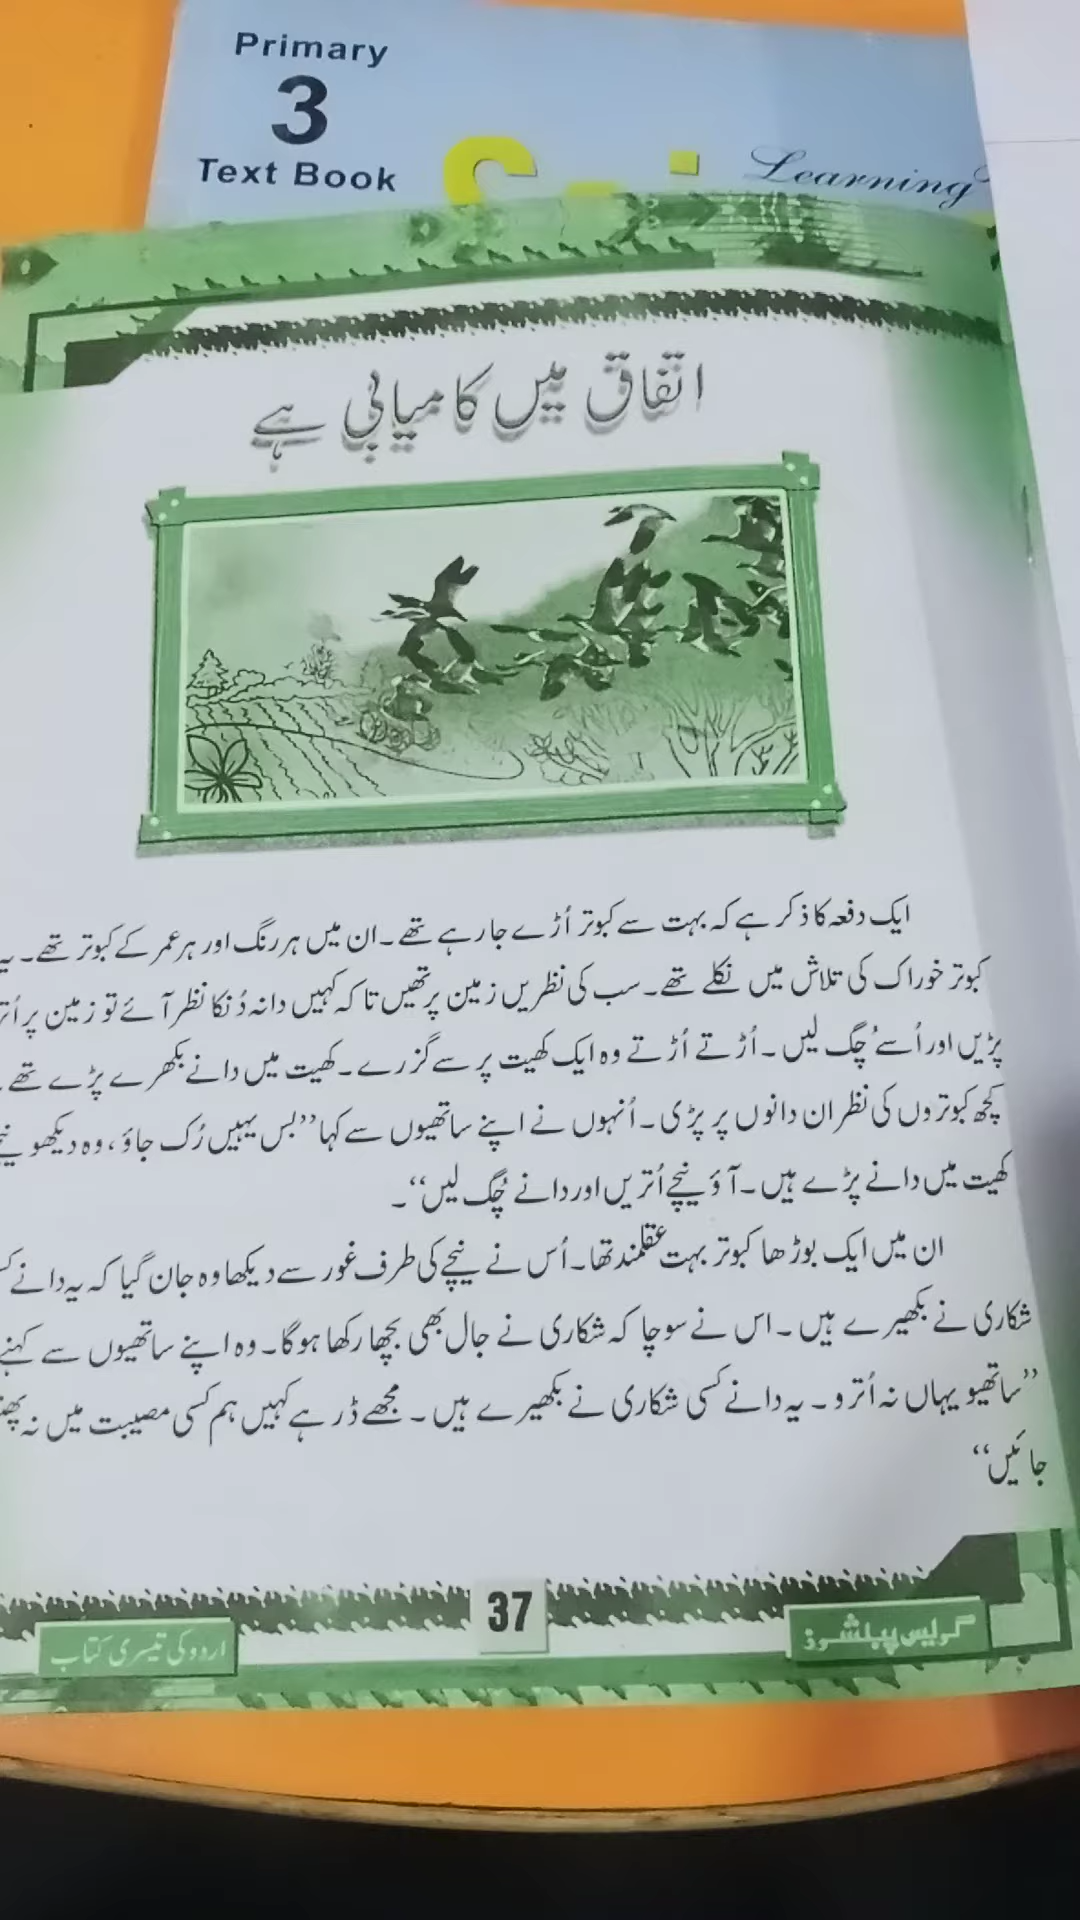 Primary
3
Text Book
Learning
اتفاق میں کامیابی ہے
ایک دفعہ کا ذکر ہے کہ بہت سے کبوتر اُڑے جا رہے تھے۔ ان میں ہر رنگ اور ہر عمر کے کبوتر تھے۔ یہ
کبوتر خوراک کی تلاش میں نکلے تھے۔ سب کی نظریں زمین پر تھیں تا کہ کہیں دانہ دُنکا نظر آئے تو زمین پر
پڑیں اور اُسے چُگ لیں۔ اُڑتے اُڑتے وہ ایک کھیت پر سے گزرے۔ کھیت میں دانے بکھرے پڑے تھے۔
کچھ کبوتروں کی نظر ان دانوں پر پڑی۔ اُنہوں نے اپنے ساتھیوں سے کہا ”بس یہیں رُک جاؤ، وہ دیکھو
کھیت میں دانے پڑے ہیں۔ آؤ نیچے اُتریں اور دانے چُگ لیں“۔
ان میں ایک بوڑھا کبوتر بہت عقلمند تھا۔ اُس نے نیچے کی طرف غور سے دیکھا وہ جان گیا کہ یہ دانے
شکاری نے بکھیرے ہیں۔ اس نے سوچا کہ شکاری نے جال بھی بچھا رکھا ہوگا۔ وہ اپنے ساتھیوں سے کہنے
”ساتھیو یہاں نہ اُترو۔ یہ دانے کسی شکاری نے بکھیرے ہیں۔ مجھے ڈر ہے کہیں ہم کسی مصیبت میں نہ
جائیں“
37
اردو کی تیسری کتاب
پبلشرز